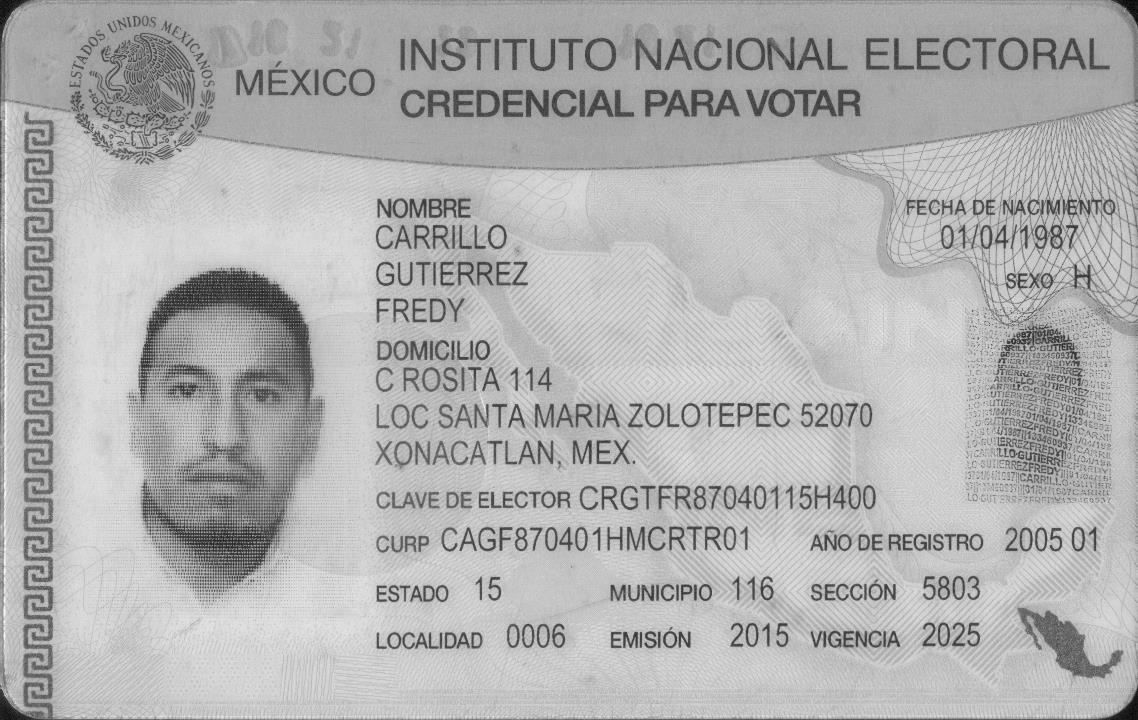 ESTADOS UNIDOS MEXICANOS
MÉXICO
INSTITUTO NACIONAL ELECTORAL
CREDENCIAL PARA VOTAR
NOMBRE
CARRILLO
GUTIERREZ
FREDY
FECHA DE NACIMIENTO
01/04/1987
SEXO H
DOMICILIO
C ROSITA 114
LOC SANTA MARIA ZOLOTEPEC 52070
XONACATLAN, MEX.
CLAVE DE ELECTOR CRGTFR87040115H400
CURP CAGF870401HMCRTR01
AÑO DE REGISTRO 2005 01
ESTADO 15
MUNICIPIO 116
SECCIÓN 5803
LOCALIDAD 0006
EMISIÓN 2015
VIGENCIA 2025